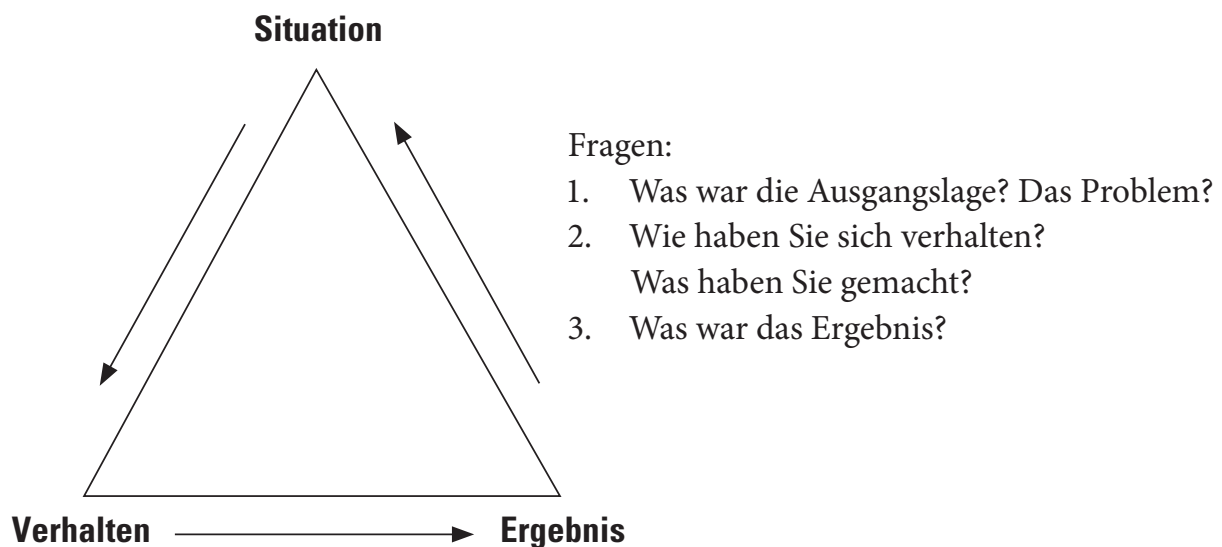 Situation
Fragen:
1. Was war die Ausgangslage? Das Problem?
2. Wie haben Sie sich verhalten?
Was haben Sie gemacht?
3. Was war das Ergebnis?
Verhalten
Ergebnis